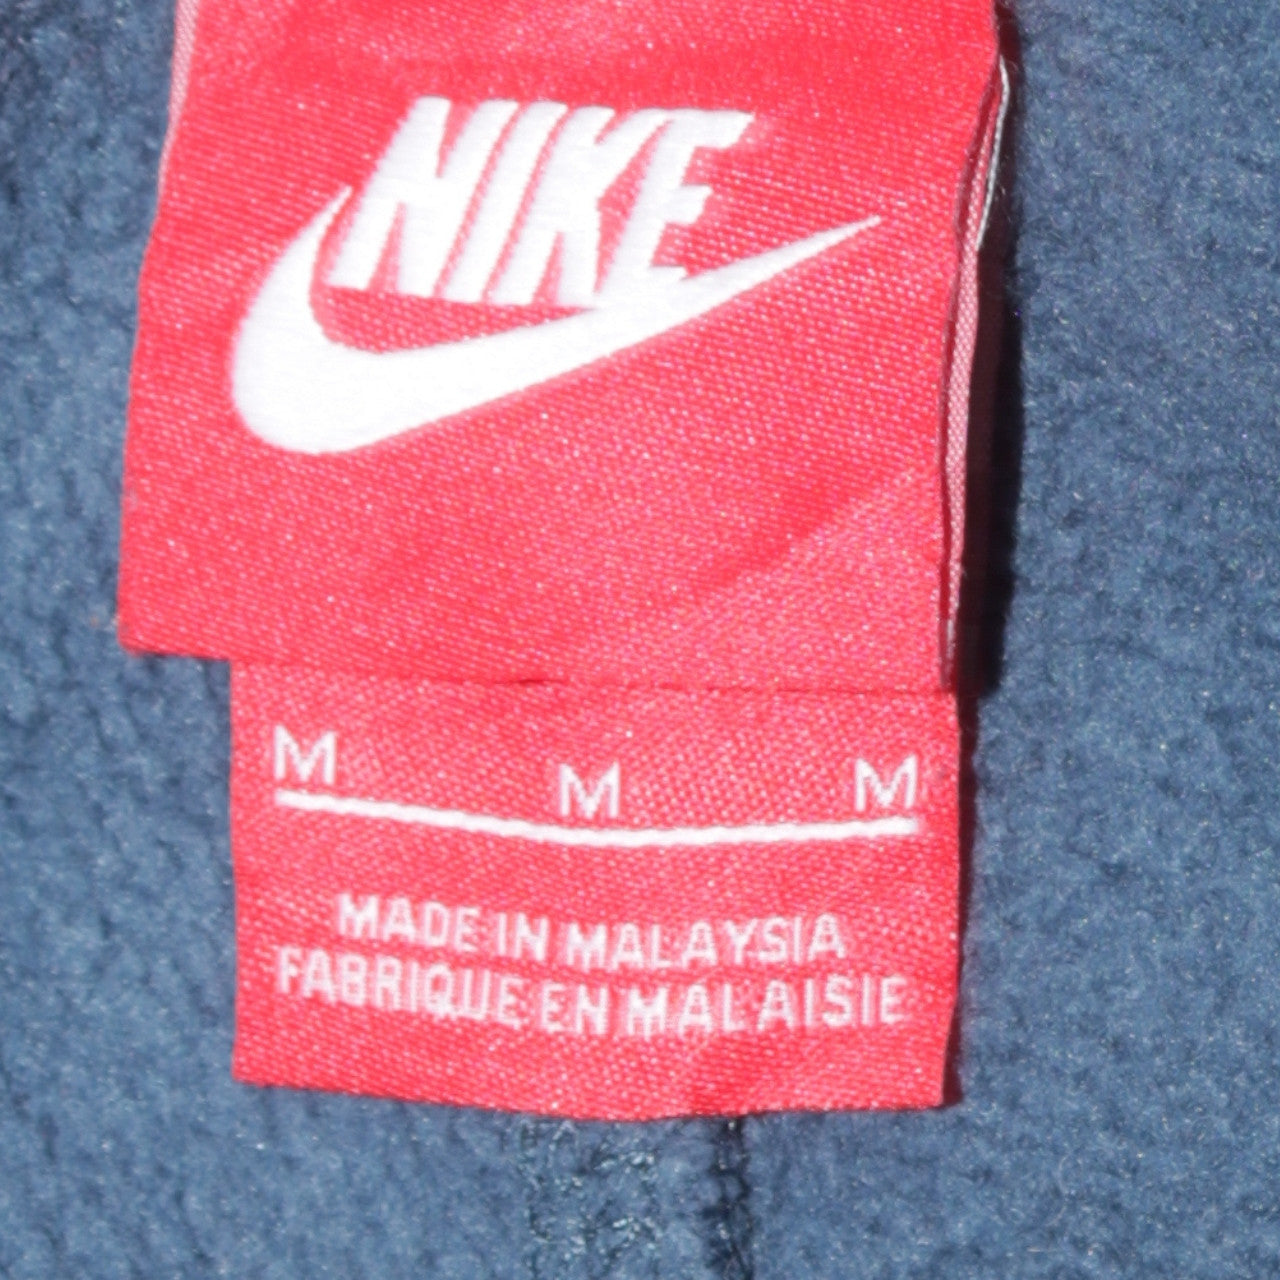 NIKE
M M M
MADE IN MALAYSIA
FABRIQUE EN MALAISIE